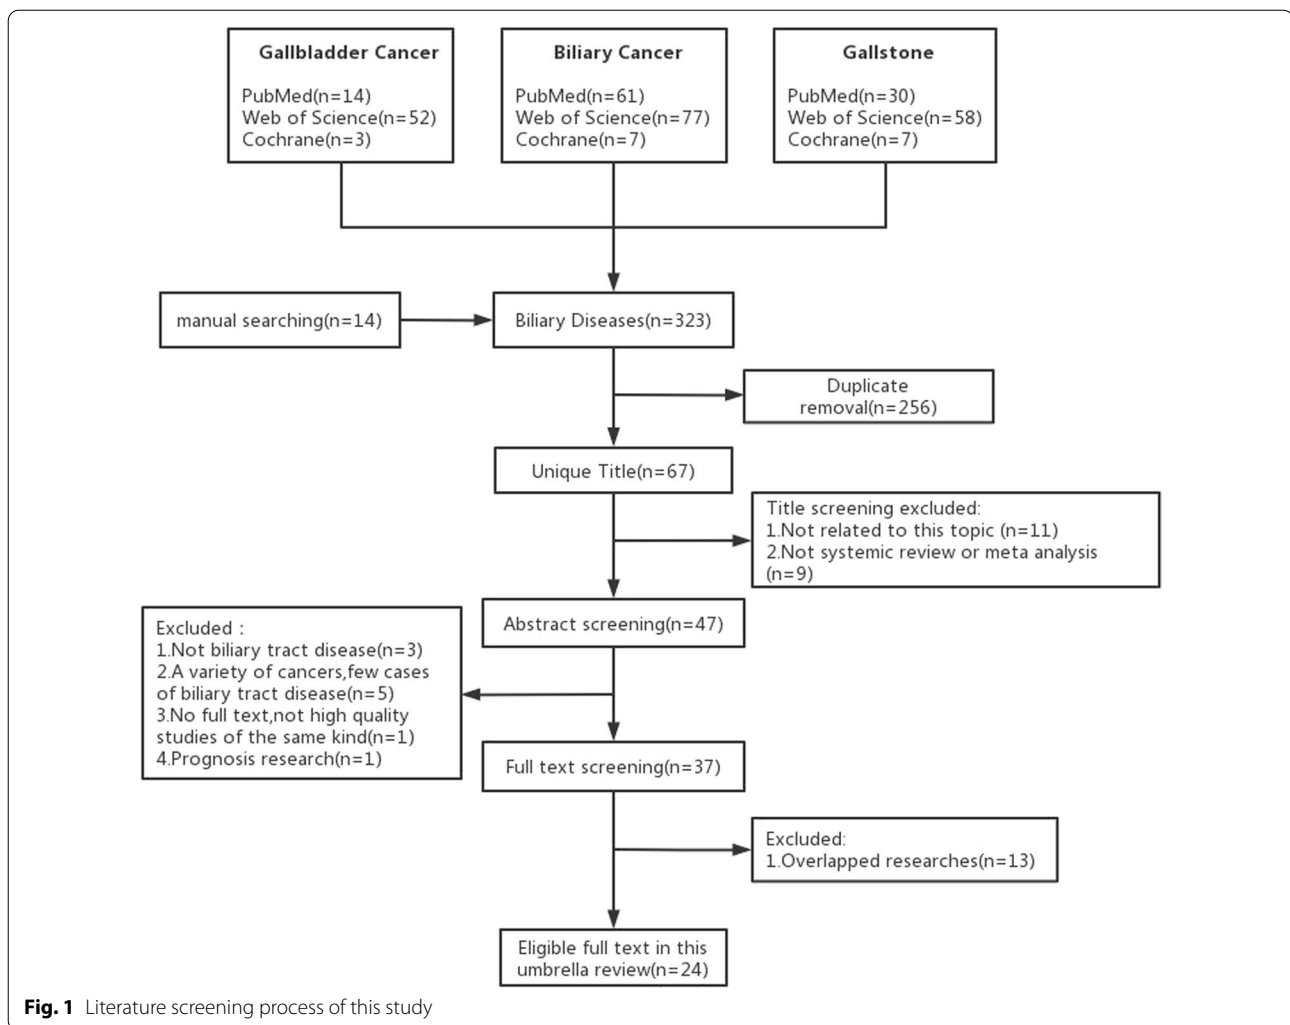 Gallbladder Cancer
PubMed(n=14)
Web of Science(n=52)
Cochrane(n=3)
Biliary Cancer
PubMed(n=61)
Web of Science(n=77)
Cochrane(n=7)
Gallstone
PubMed(n=30)
Web of Science(n=58)
Cochrane(n=7)
manual searching(n=14)
Biliary Diseases(n=323)
Duplicate
removal(n=256)
Unique Title(n=67)
Title screening excluded:
1.Not related to this topic (n=11)
2.Not systemic review or meta analysis
(n=9)
Abstract screening(n=47)
Excluded :
1.Not biliary tract disease(n=3)
2.A variety of cancers,few cases
of biliary tract disease(n=5)
3.No full text,not high quality
studies of the same kind(n=1)
4.Prognosis research(n=1)
Full text screening(n=37)
Excluded:
1.Overlapped researches(n=13)
Eligible full text in this
umbrella review(n=24)
Fig. 1 Literature screening process of this study